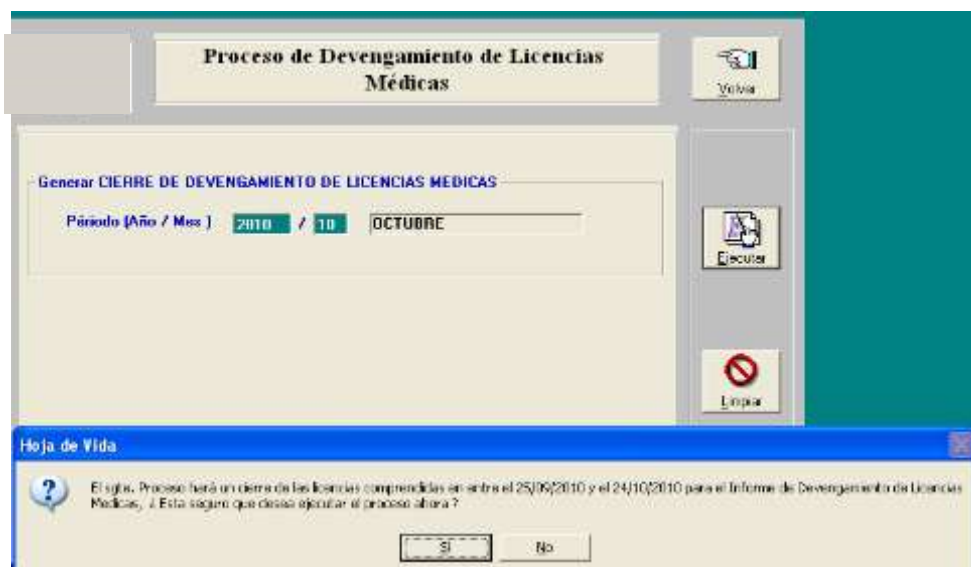 Proceso de Devengamiento de Licencias
Médicas
Volver
Generar CIERRE DE DEVENGAMIENTO DE LICENCIAS MEDICAS
Périodo (Año / Mes ) 2010 / 10 OCTUBRE
Ejecutar
Limpiar
Hoja de Vida
El sgte. Proceso hará un cierre de las licencias comprendidas en entre el 25/09/2010 y el 24/10/2010 para el Informe de Devengamiento de Licencias
Medicas, ¿ Esta seguro que desea ejecutar el proceso ahora ?
Sí No